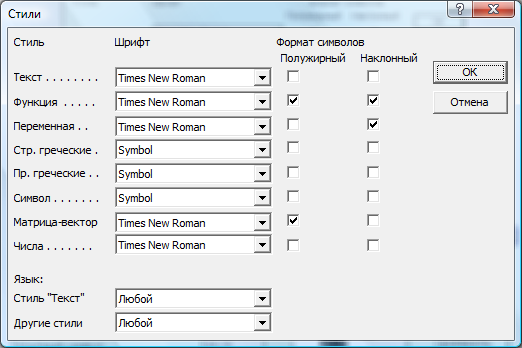 Стили
Стиль Шрифт Формат символов
Полужирный Наклонный
Текст . . . . . . . . Times New Roman
OK
Функция . . . . . Times New Roman
Отмена
Переменная . . Times New Roman
Стр. греческие . Symbol
Пр. греческие . . Symbol
Символ . . . . . . . Symbol
Матрица-вектор Times New Roman
Числа . . . . . . . Times New Roman
Язык:
Стиль "Текст" Любой
Другие стили Любой